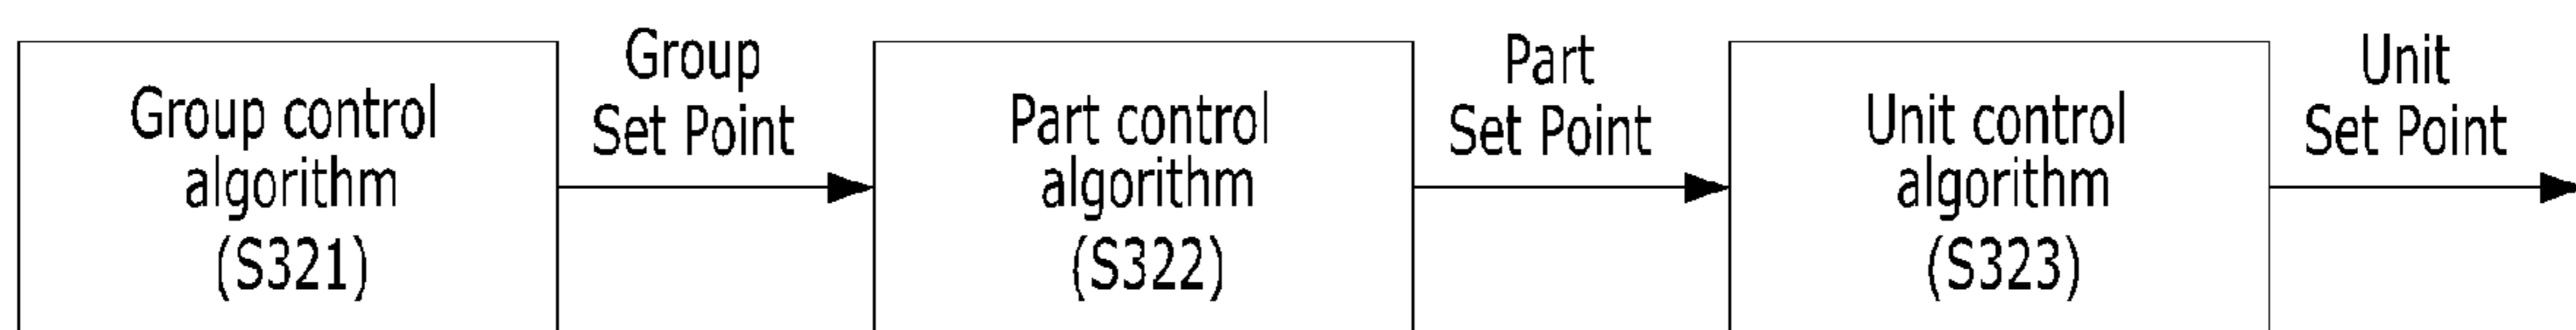 Group control
algorithm
(S321)
Group
Set Point
Part control
algorithm
(S322)
Part
Set Point
Unit control
algorithm
(S323)
Unit
Set Point